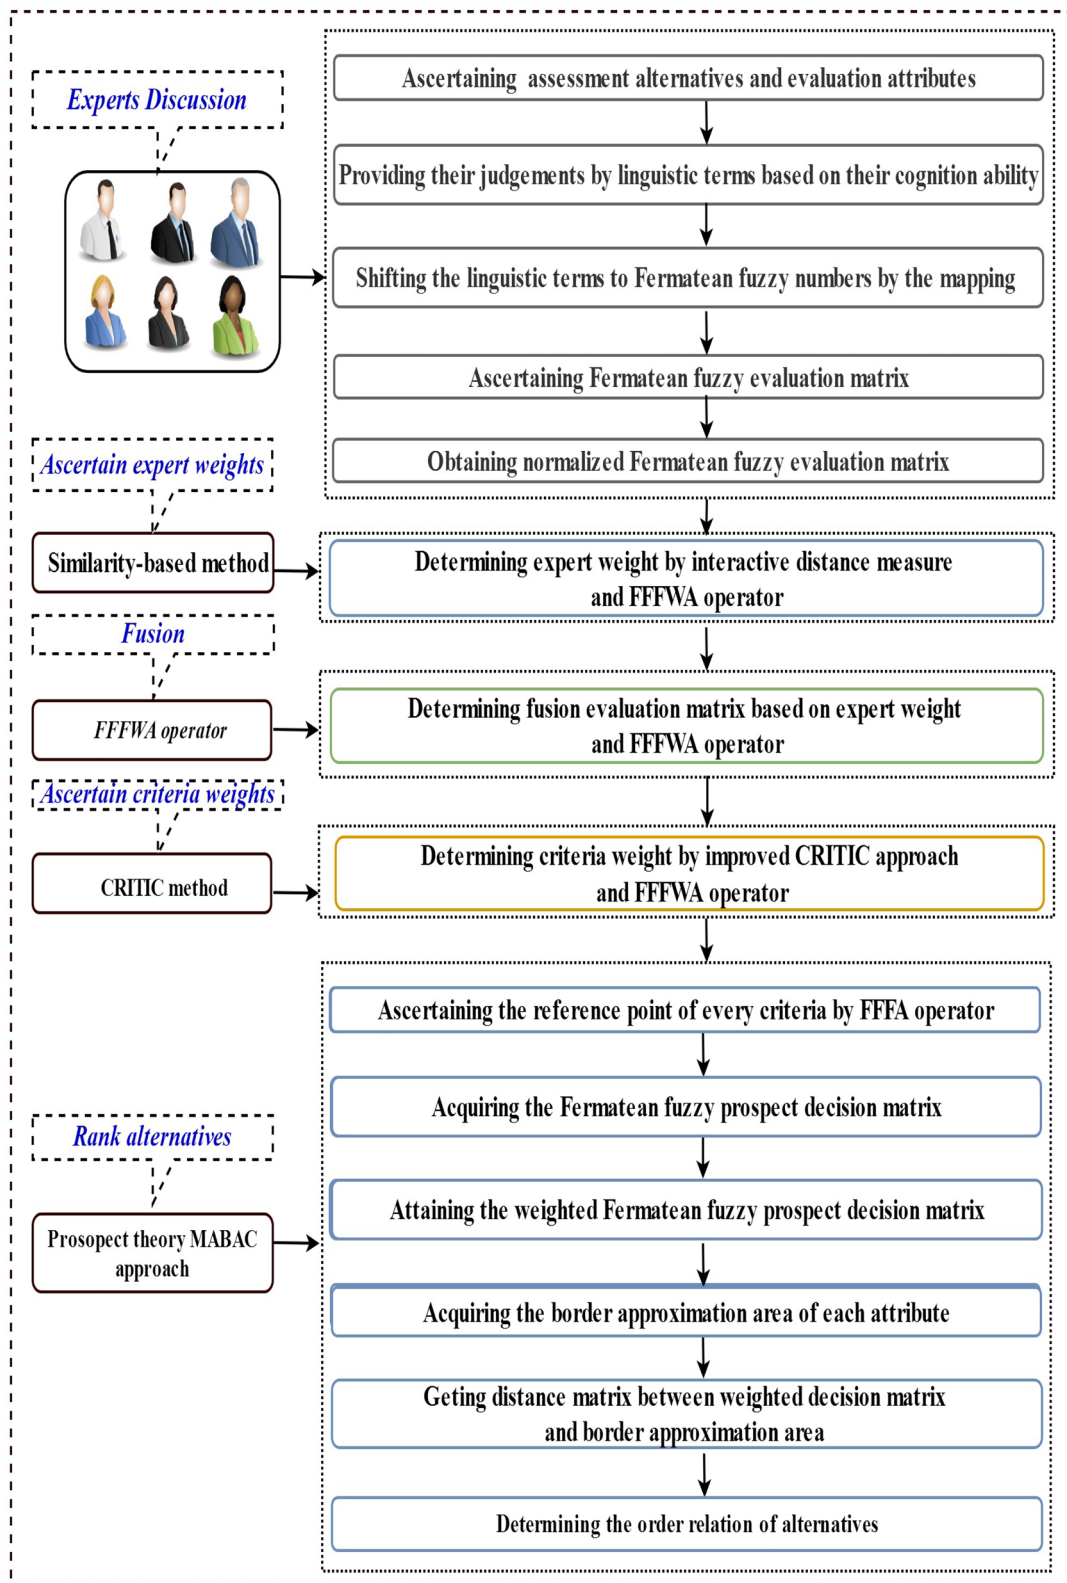 Experts Discussion
Ascertaining assessment alternatives and evaluation attributes
Providing their judgements by linguistic terms based on their cognition ability
Shifting the linguistic terms to Fermatean fuzzy numbers by the mapping
Ascertaining Fermatean fuzzy evaluation matrix
Obtaining normalized Fermatean fuzzy evaluation matrix
Ascertain expert weights
Similarity-based method
Determining expert weight by interactive distance measure
and FFFWA operator
Fusion
FFFWA operator
Determining fusion evaluation matrix based on expert weight
and FFFWA operator
Ascertain criteria weights
CRITIC method
Determining criteria weight by improved CRITIC approach
and FFFWA operator
Rank alternatives
Prosopect theory MABAC
approach
Ascertaining the reference point of every criteria by FFFA operator
Acquiring the Fermatean fuzzy prospect decision matrix
Attaining the weighted Fermatean fuzzy prospect decision matrix
Acquiring the border approximation area of each attribute
Geting distance matrix between weighted decision matrix
and border approximation area
Determining the order relation of alternatives